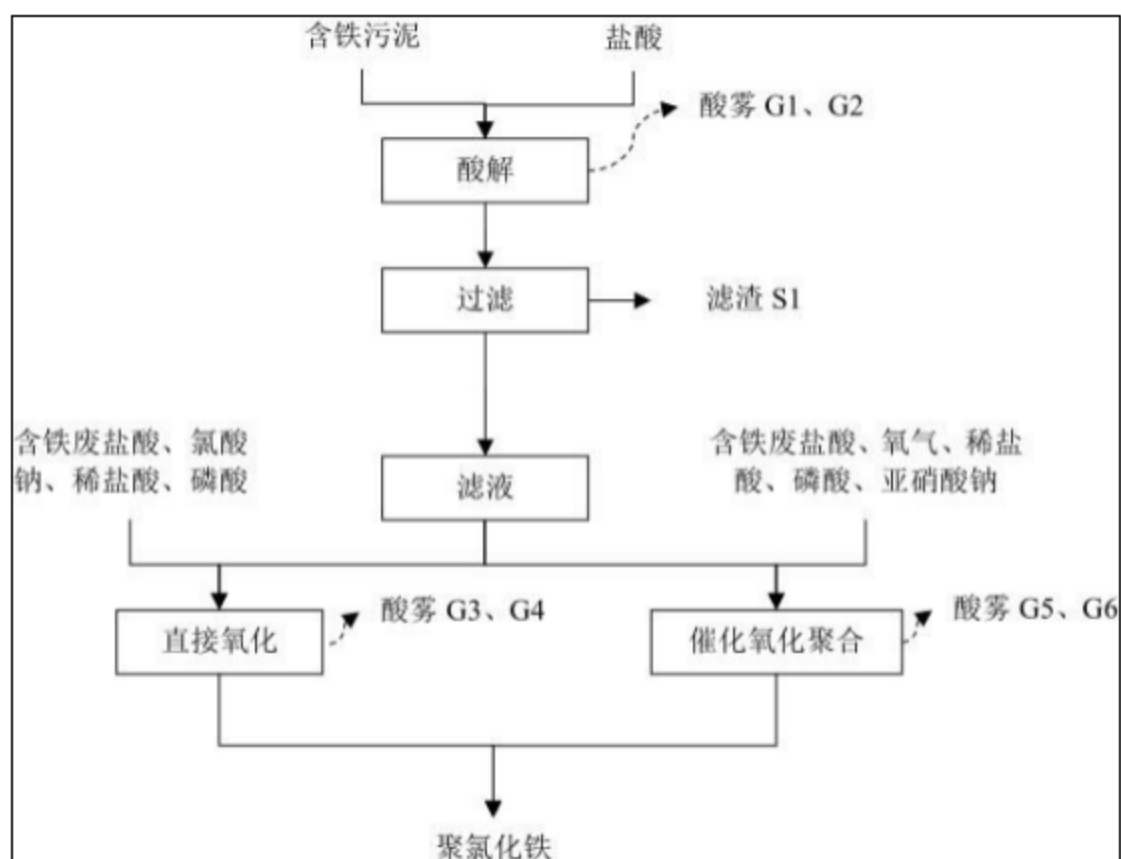 含铁污泥
盐酸
酸雾 G1、G2
酸解
过滤
滤渣 S1
含铁废盐酸、氯酸
钠、稀盐酸、磷酸
含铁废盐酸、氧气、稀盐
酸、磷酸、亚硝酸钠
滤液
酸雾 G3、G4
酸雾 G5、G6
直接氧化
催化氧化聚合
聚氯化铁